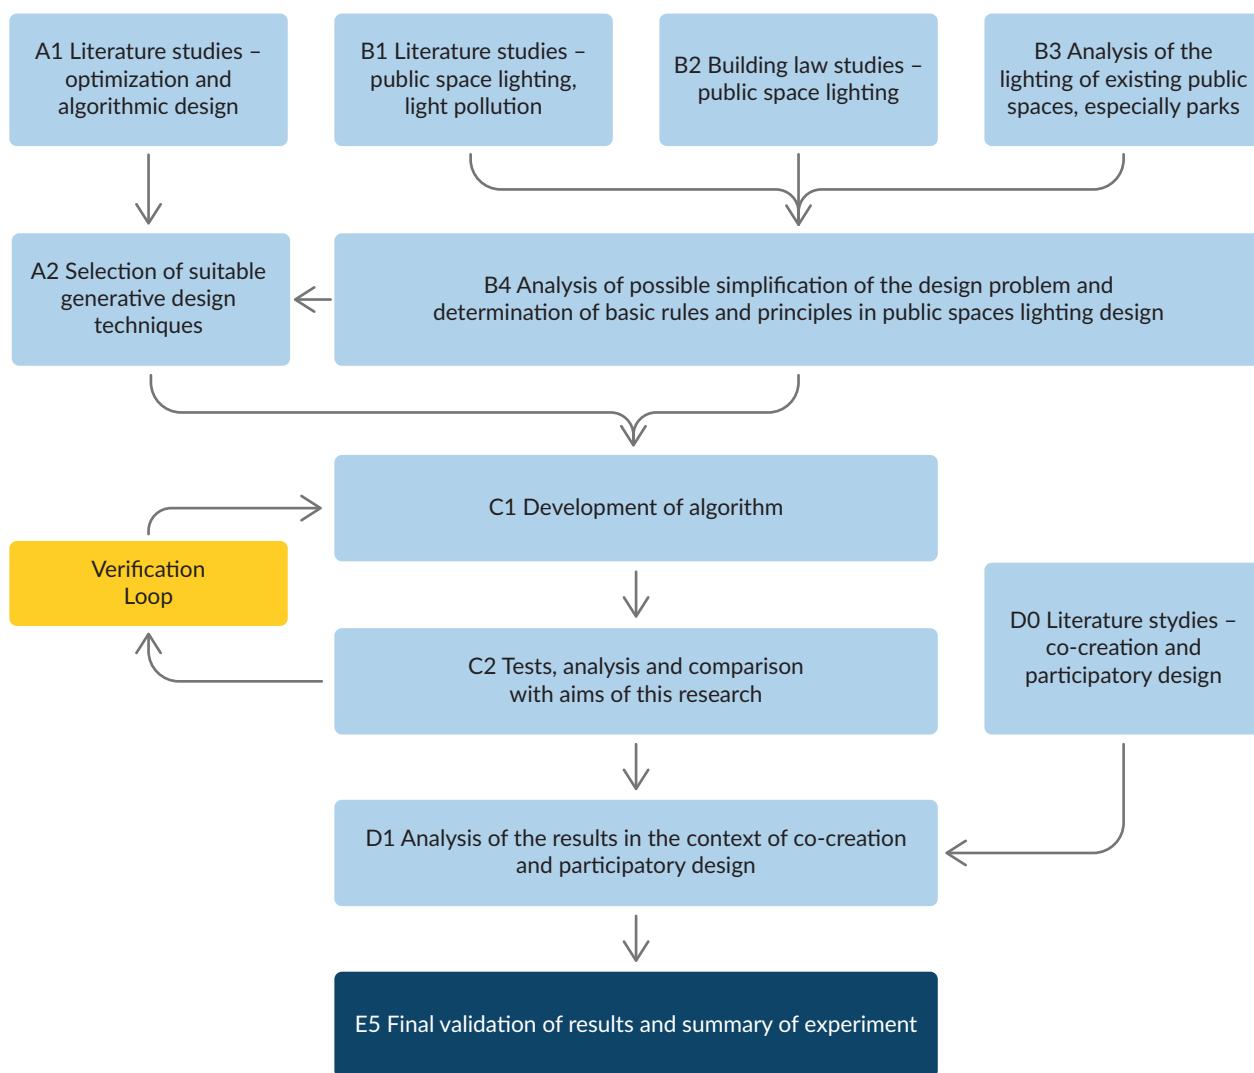 A1 Literature studies –
optimization and
algorithmic design
B1 Literature studies –
public space lighting,
light pollution
B2 Building law studies –
public space lighting
B3 Analysis of the
lighting of existing public
spaces, especially parks
A2 Selection of suitable
generative design
techniques
B4 Analysis of possible simplification of the design problem and
determination of basic rules and principles in public spaces lighting design
C1 Development of algorithm
Verification
Loop
C2 Tests, analysis and comparison
with aims of this research
D0 Literature stydies –
co-creation and
participatory design
D1 Analysis of the results in the context of co-creation
and participatory design
E5 Final validation of results and summary of experiment